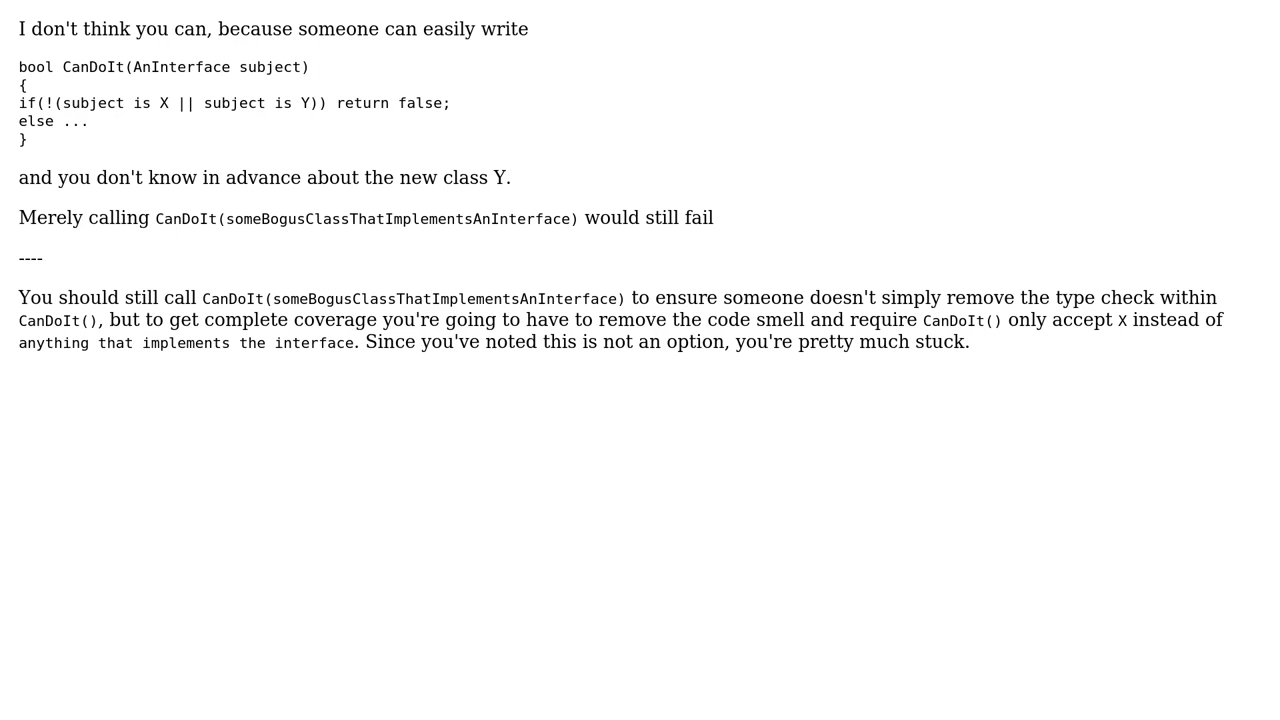 I don't think you can, because someone can easily write
bool CanDoIt(AnInterface subject)
{
if(!(subject is X || subject is Y)) return false;
else ...
}
and you don't know in advance about the new class Y.
Merely calling CanDoIt(someBogusClassThatImplementsAnInterface) would still fail
----
You should still call CanDoIt(someBogusClassThatImplementsAnInterface) to ensure someone doesn't simply remove the type check within
CanDoIt(), but to get complete coverage you're going to have to remove the code smell and require CanDoIt() only accept X instead of
anything that implements the interface. Since you've noted this is not an option, you're pretty much stuck.